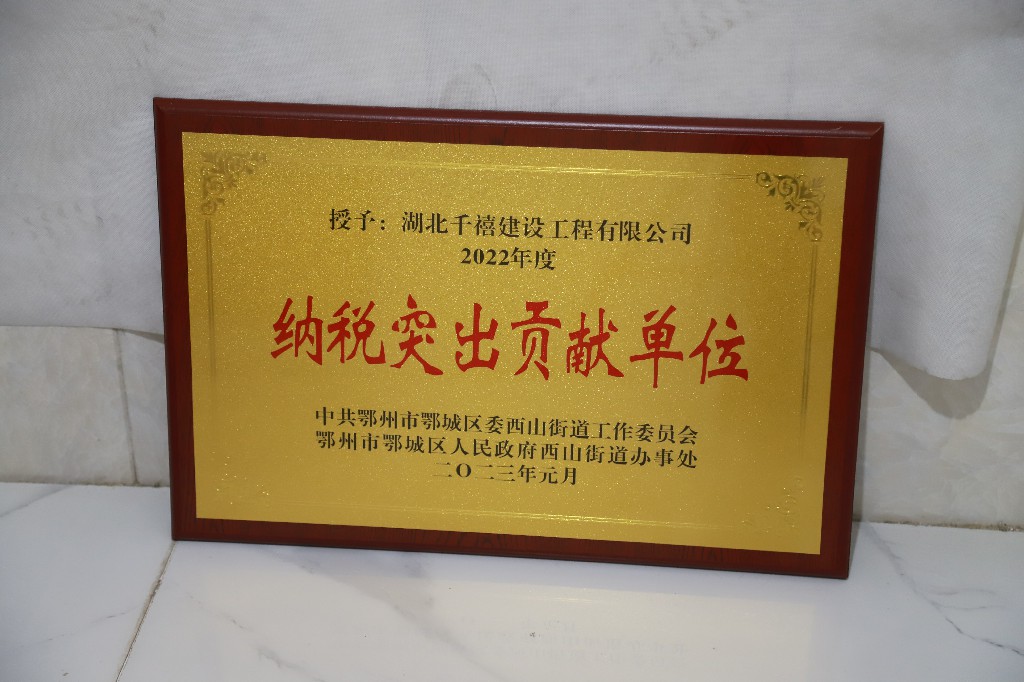 授予：湖北千禧建设工程有限公司
2022年度
纳税突出贡献单位
中共鄂州市鄂城区委西山街道工作委员会
鄂州市鄂城区人民政府西山街道办事处
二〇二三年元月